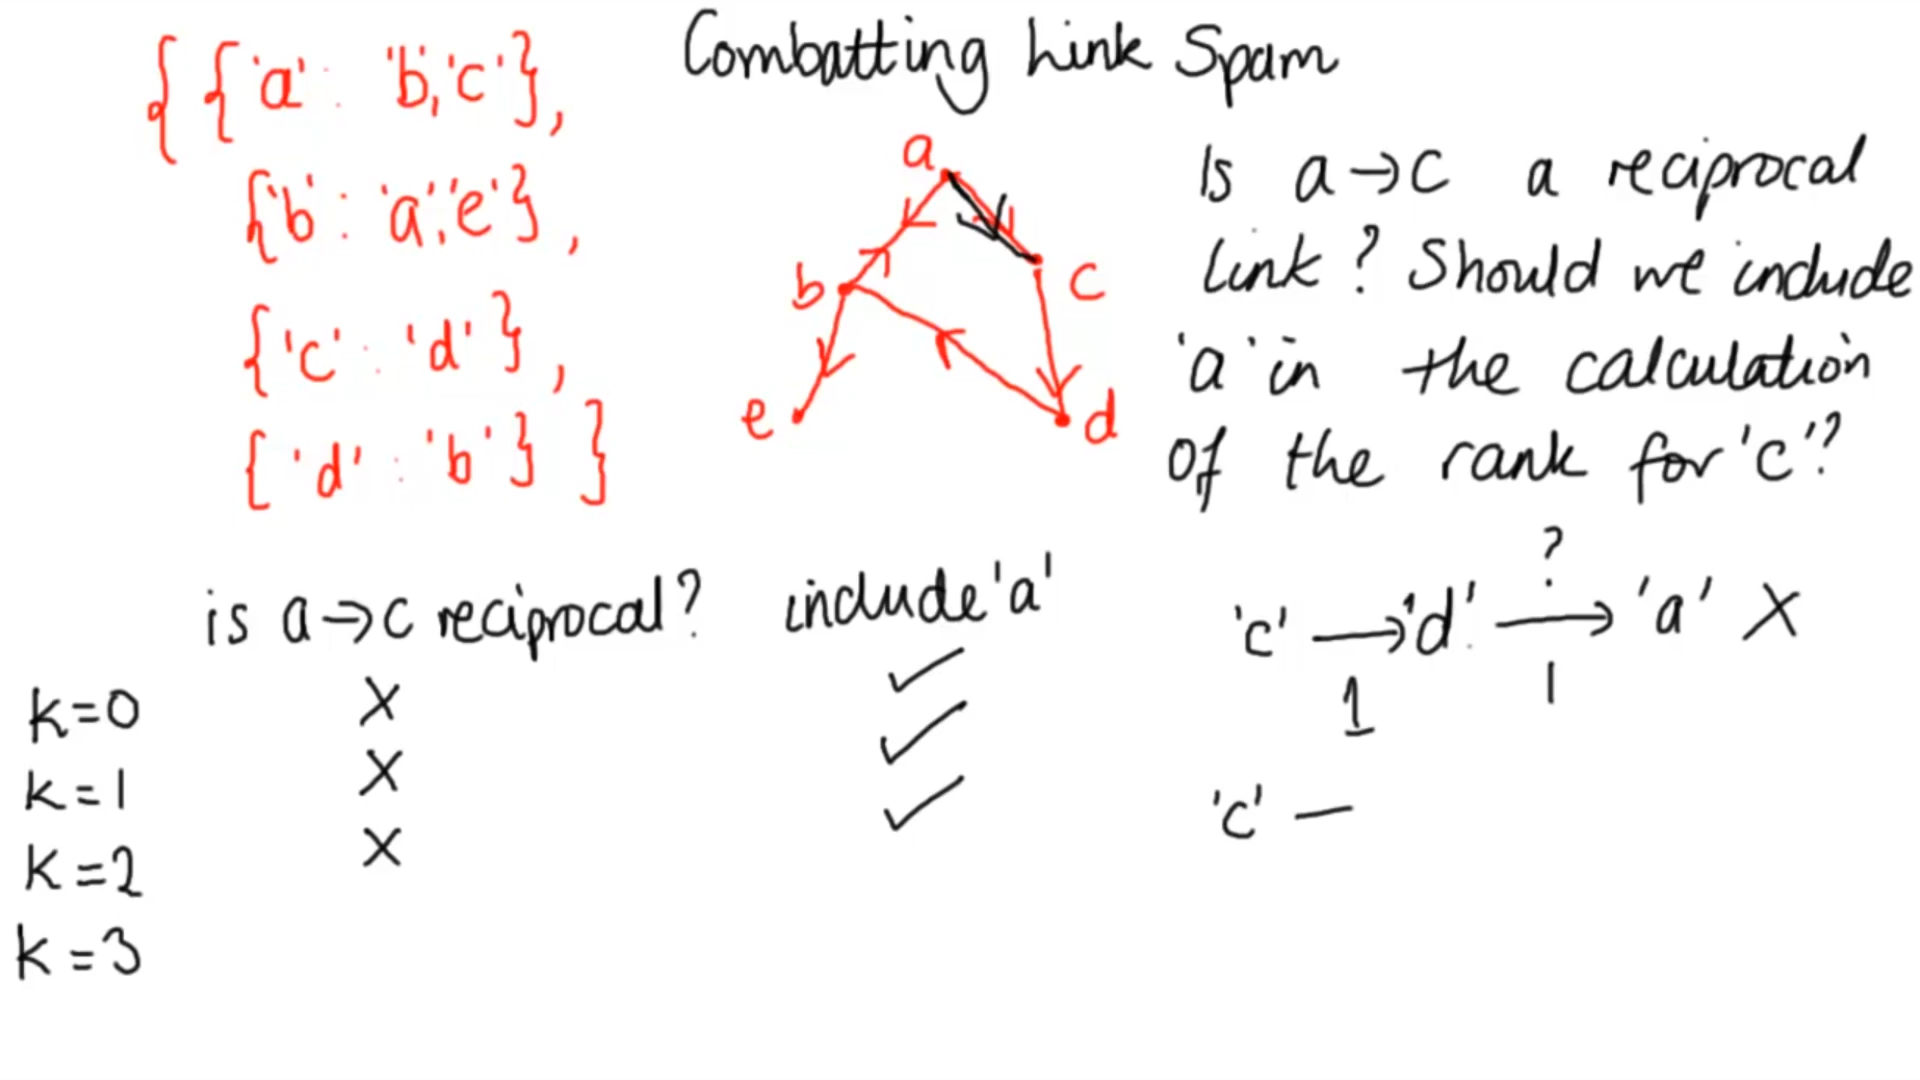 Combatting Link Spam
{ {'a' : 'b','c'},
{'b' : 'a','e'},
{'c' : 'd'},
{'d' : 'b'} }
a
b
c
e
d
Is a → c a reciprocal
link? Should we include
'a' in the calculation
of the rank for 'c'?
is a → c reciprocal? include 'a'
k=0 X ✓
k=1 X ✓
k=2 X ✓
k=3
?
'c' → 'd' → 'a' X
1 1
'c' —